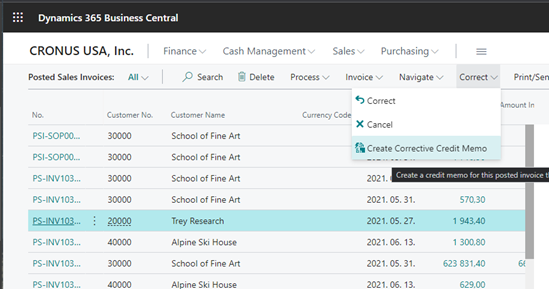 Dynamics 365 Business Central
CRONUS USA, Inc. Finance Cash Management Sales Purchasing
Posted Sales Invoices: All Search Delete Process Invoice Navigate Correct Print/Sen
No. Customer No. Customer Name Currency Code Amount In
Correct
Cancel
Create Corrective Credit Memo
Create a credit memo for this posted invoice th
PSI-SOP00... 30000 School of Fine Art
PSI-SOP00... 30000 School of Fine Art
PS-INV103... 30000 School of Fine Art 2021.
PS-INV103... 30000 School of Fine Art 2021. 05. 31. 570,30
PS-INV103... 20000 Trey Research 2021. 05. 27. 1 943,40
PS-INV103... 40000 Alpine Ski House 2021. 06. 13. 1 300,80
PS-INV103... 30000 School of Fine Art 2021. 05. 31. 623 831,40 66
PS-INV103... 40000 Alpine Ski House 2021. 06. 13. 629,00